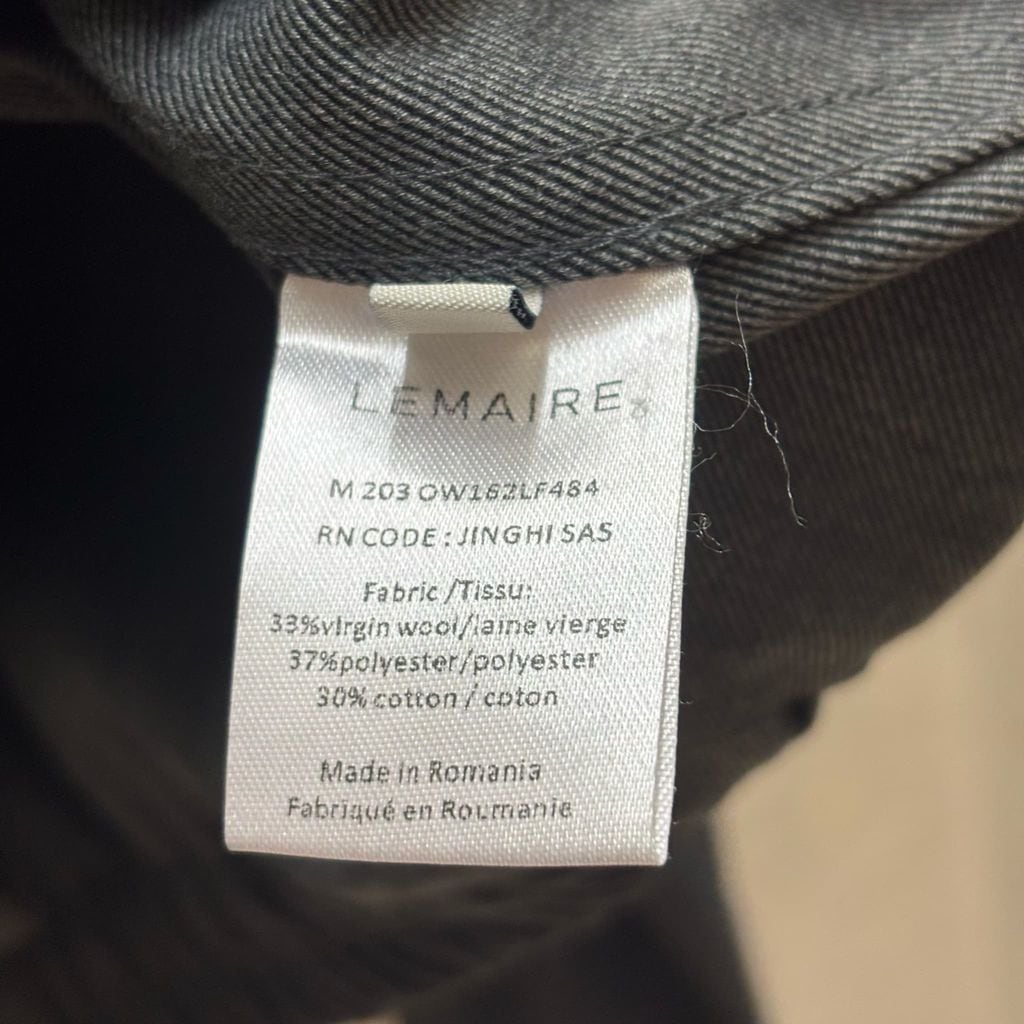 LEMAIRE
M 203 OW162LF484
RN CODE : JINGHI SAS
Fabric /Tissu:
33%virgin wool/laine vierge
37%polyester/polyester
30% cotton / coton
Made in Romania
Fabriqué en Roumanie